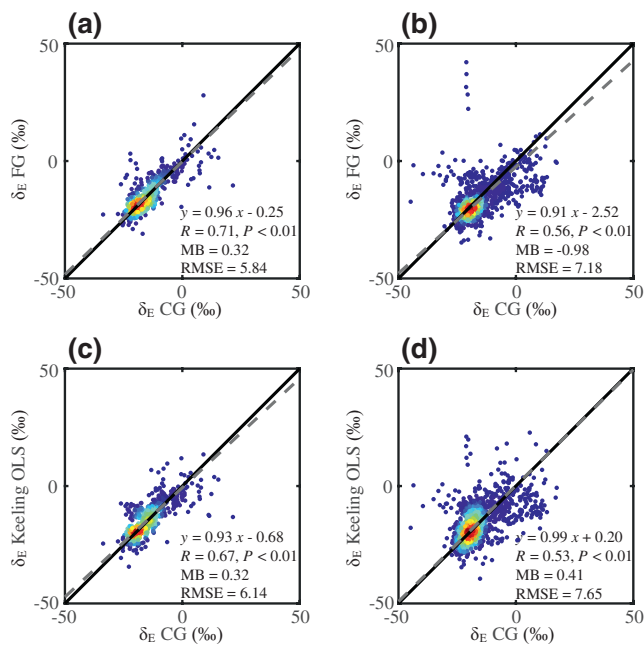 (a)
(b)
50
0
-50
-50
0
50
δE FG (‰)
δE CG (‰)
y = 0.96 x - 0.25
R = 0.71, P < 0.01
MB = 0.32
RMSE = 5.84
50
0
-50
-50
0
50
δE FG (‰)
δE CG (‰)
y = 0.91 x - 2.52
R = 0.56, P < 0.01
MB = -0.98
RMSE = 7.18
(c)
(d)
50
0
-50
-50
0
50
δE Keeling OLS (‰)
δE CG (‰)
y = 0.93 x - 0.68
R = 0.67, P < 0.01
MB = 0.32
RMSE = 6.14
50
0
-50
-50
0
50
δE Keeling OLS (‰)
δE CG (‰)
y = 0.99 x + 0.20
R = 0.53, P < 0.01
MB = 0.41
RMSE = 7.65